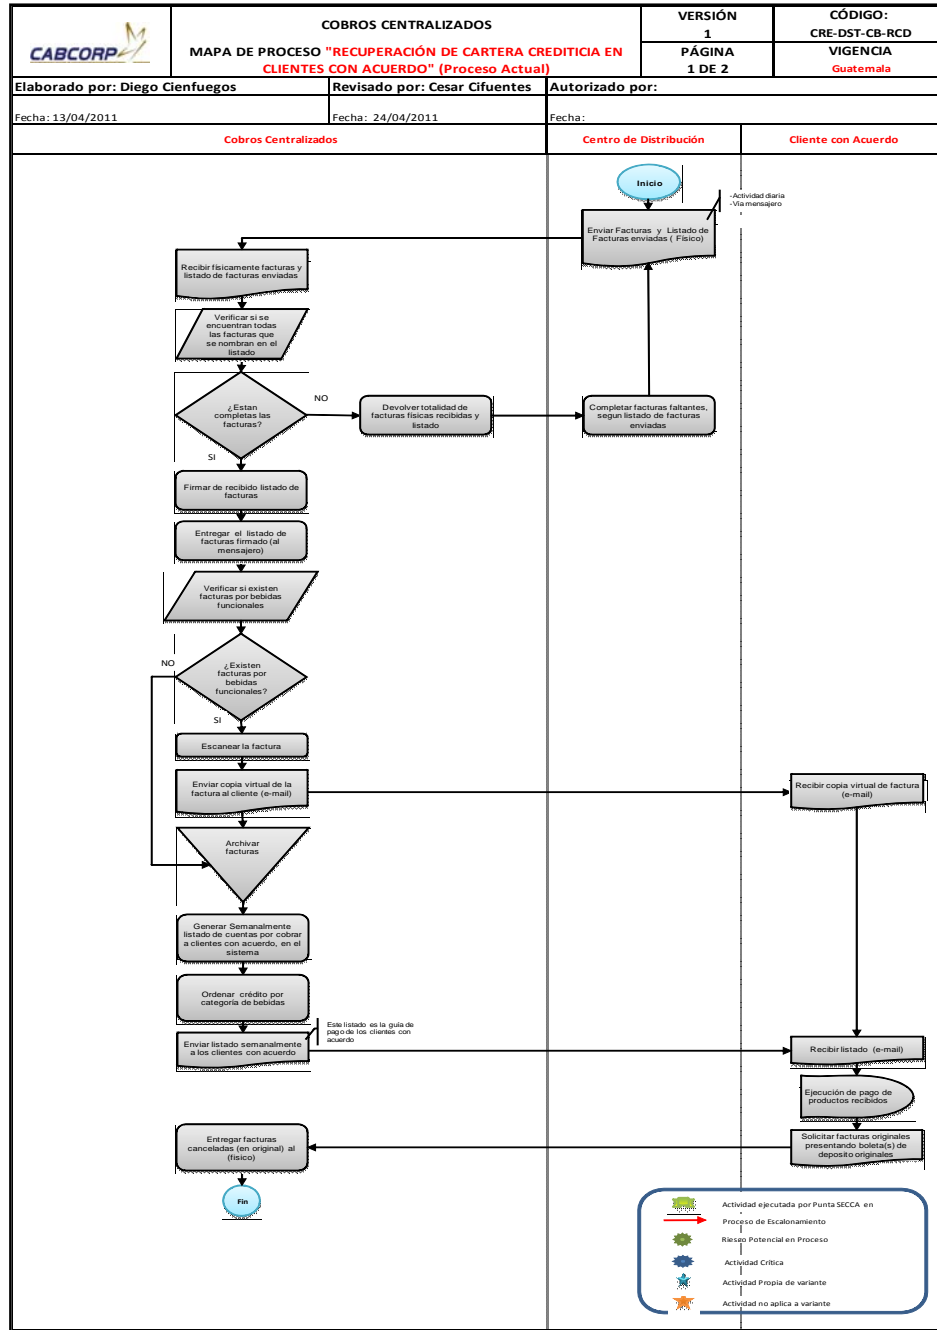 CABCORP
COBROS CENTRALIZADOS
MAPA DE PROCESO "RECUPERACIÓN DE CARTERA CREDITICIA EN
CLIENTES CON ACUERDO" (Proceso Actual)
VERSIÓN
1
PÁGINA
1 DE 2
CÓDIGO:
CRE-DST-CB-RCD
VIGENCIA
Guatemala
Elaborado por: Diego Cienfuegos
Revisado por: Cesar Cifuentes
Autorizado por:
Fecha: 13/04/2011
Fecha: 24/04/2011
Fecha:
Cobros Centralizados
Centro de Distribución
Cliente con Acuerdo
Inicio
-Actividad diaria
-Vía mensajero
Enviar Facturas y Listado de
Facturas enviadas ( Físico)
Recibir físicamente facturas y
listado de facturas enviadas
Verificar si se
encuentran todas
las facturas que
se nombran en el
listado
¿Estan
completas las
facturas?
NO
Devolver totalidad de
facturas físicas recibidas y
listado
Completar facturas faltantes,
segun listado de facturas
enviadas
SI
Firmar de recibido listado de
facturas
Entregar el listado de
facturas firmado (al
mensajero)
Verificar si existen
facturas por bebidas
funcionales
NO
¿Existen
facturas por
bebidas
funcionales?
SI
Escanear la factura
Enviar copia virtual de la
factura al cliente (e-mail)
Recibir copia virtual de factura
(e-mail)
Archivar
facturas
Generar Semanalmente
listado de cuentas por cobrar
a clientes con acuerdo, en el
sistema
Ordenar crédito por
categoría de bebidas
Este listado es la guía de
pago de los clientes con
acuerdo
Enviar listado semanalmente
a los clientes con acuerdo
Recibir listado (e-mail)
Ejecución de pago de
productos recibidos
Solicitar facturas originales
presentando boleta(s) de
deposito originales
Entregar facturas
canceladas (en original) al
(físico)
Fin
Actividad ejecutada por Punta SECCA en
Proceso de Escalonamiento
Riesgo Potencial en Proceso
Actividad Crítica
Actividad Propia de variante
Actividad no aplica a variante